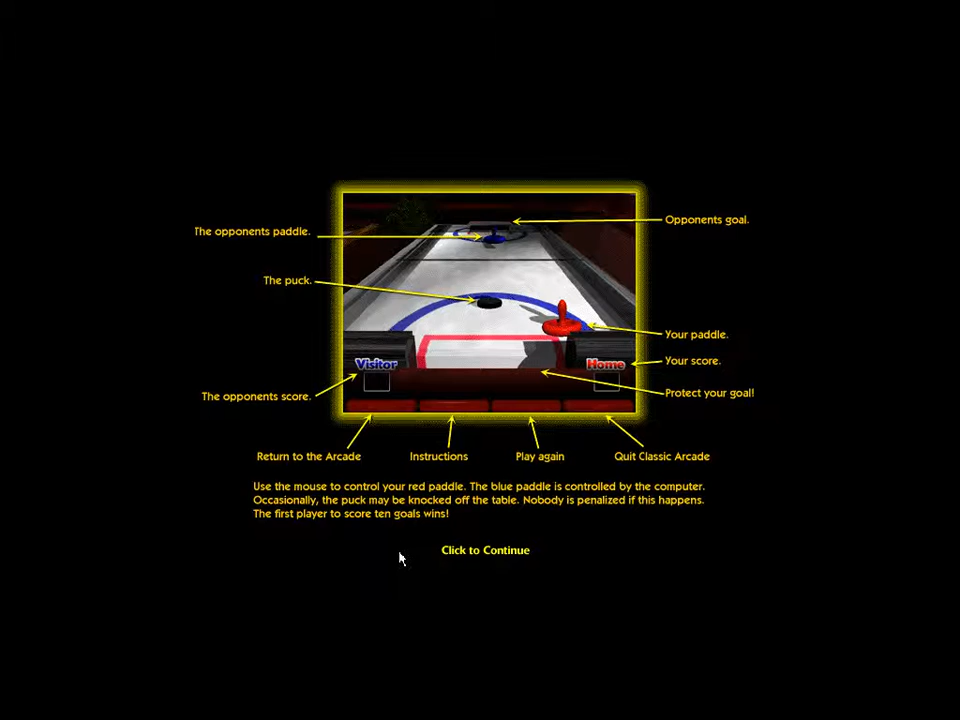 Opponents goal.
The opponents paddle.
The puck.
Your paddle.
Visitor
Home
Your score.
The opponents score.
Protect your goal!
Return to the Arcade
Instructions
Play again
Quit Classic Arcade
Use the mouse to control your red paddle. The blue paddle is controlled by the computer.
Occasionally, the puck may be knocked off the table. Nobody is penalized if this happens.
The first player to score ten goals wins!
Click to Continue